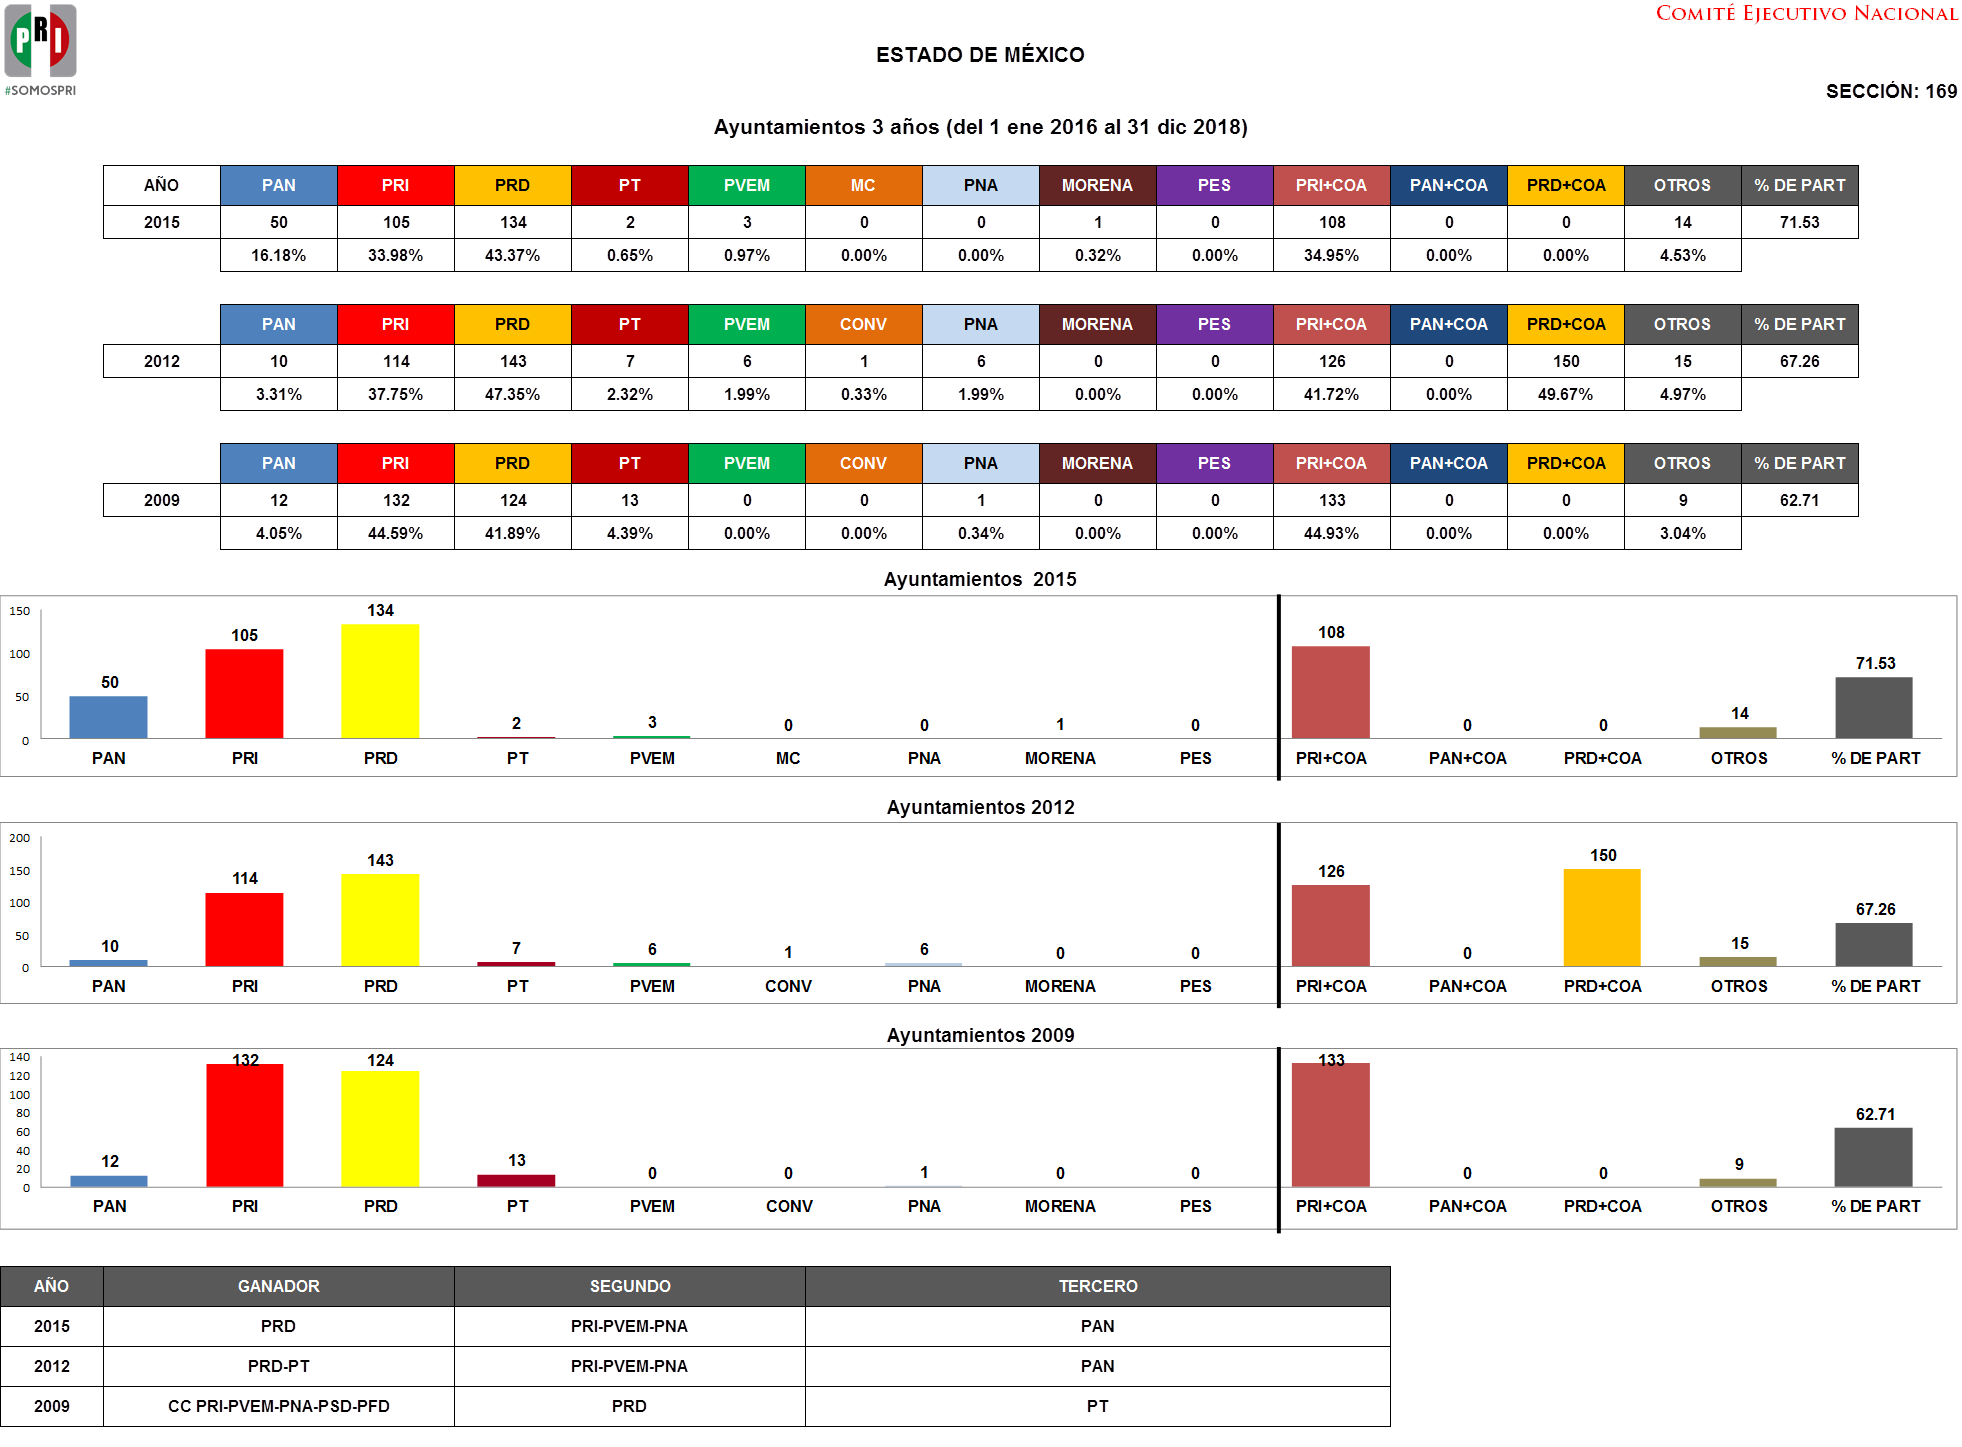 PRI
#SOMOSPRI
COMITÉ EJECUTIVO NACIONAL
ESTADO DE MÉXICO
SECCIÓN: 169
Ayuntamientos 3 años (del 1 ene 2016 al 31 dic 2018)
AÑO PAN PRI PRD PT PVEM MC PNA MORENA PES PRI+COA PAN+COA PRD+COA OTROS % DE PART
2015 50 105 134 2 3 0 0 1 0 108 0 0 14 71.53
16.18% 33.98% 43.37% 0.65% 0.97% 0.00% 0.00% 0.32% 0.00% 34.95% 0.00% 0.00% 4.53%
PAN PRI PRD PT PVEM CONV PNA MORENA PES PRI+COA PAN+COA PRD+COA OTROS % DE PART
2012 10 114 143 7 6 1 6 0 0 126 0 150 15 67.26
3.31% 37.75% 47.35% 2.32% 1.99% 0.33% 1.99% 0.00% 0.00% 41.72% 0.00% 49.67% 4.97%
PAN PRI PRD PT PVEM CONV PNA MORENA PES PRI+COA PAN+COA PRD+COA OTROS % DE PART
2009 12 132 124 13 0 0 1 0 0 133 0 0 9 62.71
4.05% 44.59% 41.89% 4.39% 0.00% 0.00% 0.34% 0.00% 0.00% 44.93% 0.00% 0.00% 3.04%
Ayuntamientos 2015
150
100
50
0
50 105 134 2 3 0 0 1 0 108 0 0 14 71.53
PAN PRI PRD PT PVEM MC PNA MORENA PES PRI+COA PAN+COA PRD+COA OTROS % DE PART
Ayuntamientos 2012
200
150
100
50
0
10 114 143 7 6 1 6 0 0 126 0 150 15 67.26
PAN PRI PRD PT PVEM CONV PNA MORENA PES PRI+COA PAN+COA PRD+COA OTROS % DE PART
Ayuntamientos 2009
140
120
100
80
60
40
20
0
12 132 124 13 0 0 1 0 0 133 0 0 9 62.71
PAN PRI PRD PT PVEM CONV PNA MORENA PES PRI+COA PAN+COA PRD+COA OTROS % DE PART
AÑO GANADOR SEGUNDO TERCERO
2015 PRD PRI-PVEM-PNA PAN
2012 PRD-PT PRI-PVEM-PNA PAN
2009 CC PRI-PVEM-PNA-PSD-PFD PRD PT